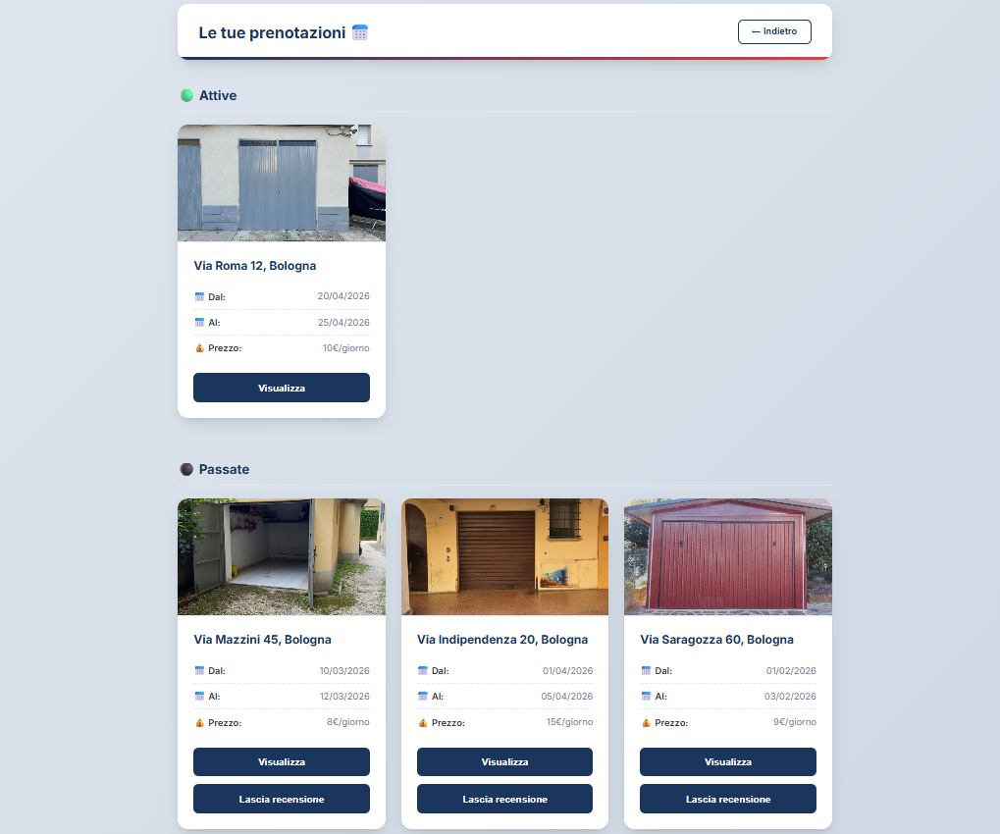 Le tue prenotazioni
← Indietro
Attive
Via Roma 12, Bologna
Dal: 20/04/2026
Al: 25/04/2026
Prezzo: 10€/giorno
Visualizza
Passate
Via Mazzini 45, Bologna
Dal: 10/03/2026
Al: 12/03/2026
Prezzo: 8€/giorno
Visualizza
Lascia recensione
Via Indipendenza 20, Bologna
Dal: 01/04/2026
Al: 05/04/2026
Prezzo: 15€/giorno
Visualizza
Lascia recensione
Via Saragozza 60, Bologna
Dal: 01/02/2026
Al: 03/02/2026
Prezzo: 9€/giorno
Visualizza
Lascia recensione